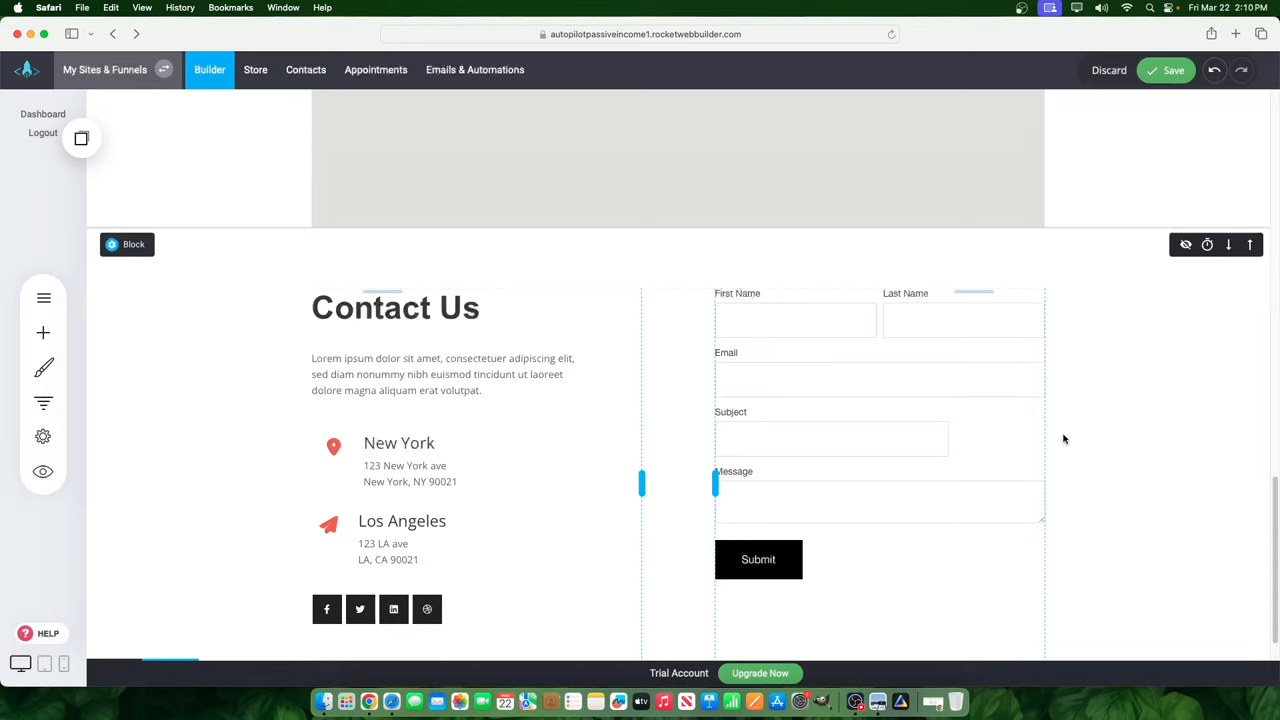 Safari File Edit View History Bookmarks Window Help
Fri Mar 22 2:10 PM
autopilotpassiveincome1.rocketwebbuilder.com
My Sites & Funnels Builder Store Contacts Appointments Emails & Automations Discard Save
Dashboard
Logout
Block
Contact Us
Lorem ipsum dolor sit amet, consectetuer adipiscing elit,
sed diam nonummy nibh euismod tincidunt ut laoreet
dolore magna aliquam erat volutpat.
New York
123 New York ave
New York, NY 90021
Los Angeles
123 LA ave
LA, CA 90021
First Name Last Name
Email
Subject
Message
Submit
HELP
Trial Account Upgrade Now
22